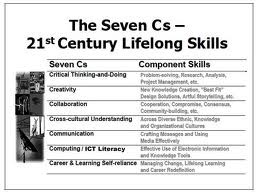 The Seven Cs –
21st Century Lifelong Skills
Seven Cs Component Skills
Critical Thinking-and-Doing Problem-solving, Research, Analysis,
Project Management, etc.
Creativity New Knowledge Creation, "Best Fit"
Design Solutions, Artful Storytelling, etc.
Collaboration Cooperation, Compromise, Consensus,
Community-building, etc.
Cross-cultural Understanding Across Diverse Ethnic, Knowledge
and Organizational Cultures
Communication Crafting Messages and Using
Media Effectively
Computing / ICT Literacy Effective Use of Electronic Information
and Knowledge Tools
Career & Learning Self-reliance Managing Change, Lifelong Learning
and Career Redefinition